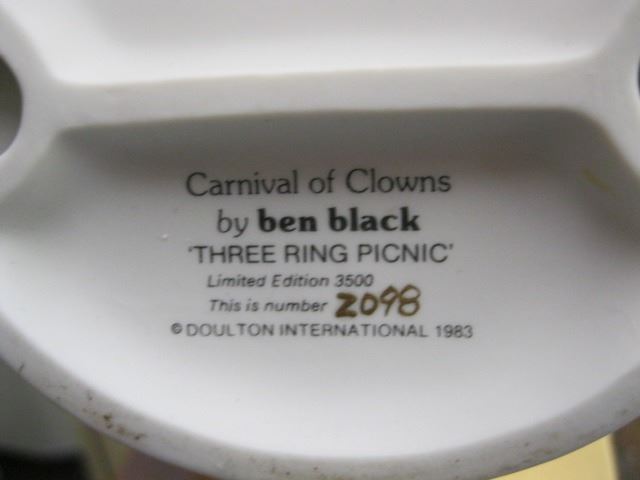 Carnival of Clowns
by ben black
'THREE RING PICNIC'
Limited Edition 3500
This is number 2098
© DOULTON INTERNATIONAL 1983